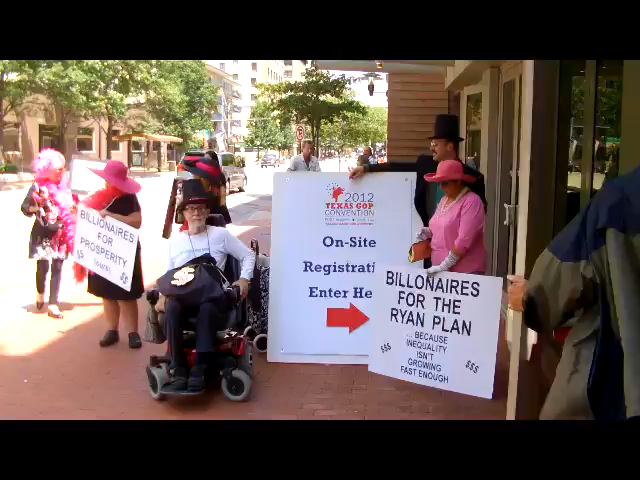 BILLIONAIRES
FOR
PROSPERITY
$
$$$
2012
TEXAS GOP
CONVENTION
On-Site
Registrati
Enter He
BILLONAIRES
FOR THE
RYAN PLAN
... BECAUSE
INEQUALITY
ISN'T
GROWING
FAST ENOUGH
$$$
$$$